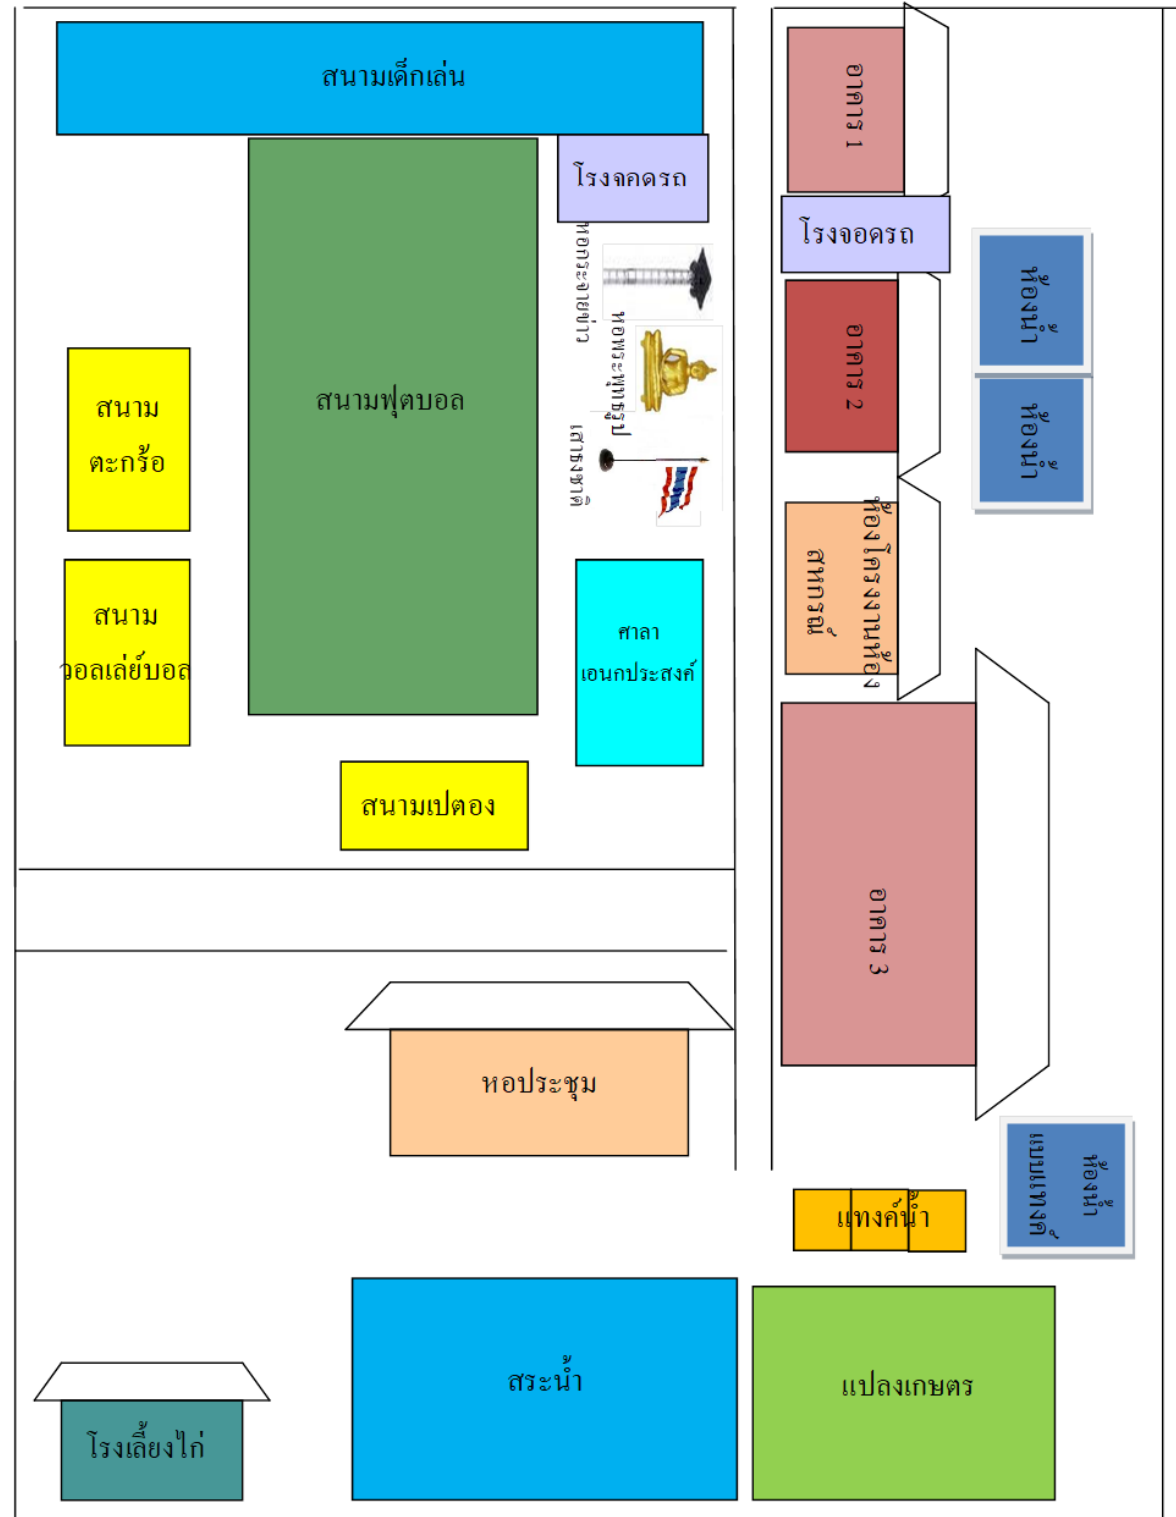 สนามเด็กเล่น
อาคาร 1
โรงจคดรถ
โรงจอดรถ
หอกระจายข่าว
ห้องน้ำ
หอพระพุทธรูป
อาคาร 2
สนามฟุตบอล
สนาม
ตะกร้อ
ห้องน้ำ
เสาธงชาติ
ห้องโครงงานห้อง
สหกรณ์
สนาม
วอลเล่ย์บอล
ศาลา
เอนกประสงค์
สนามเปตอง
อาคาร 3
หอประชุม
ห้องน้ำ
แบบแทงค์
แทงค์น้ำ
สระน้ำ
แปลงเกษตร
โรงเลี้ยงไก่